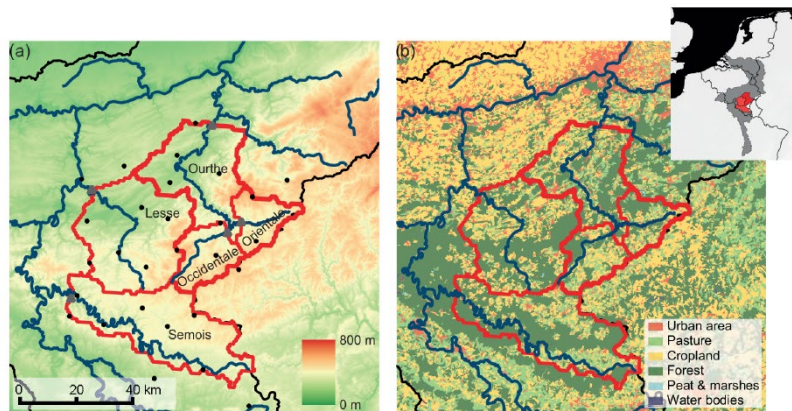 (a)
Ourthe
Lesse
Occidentale
Orientale
Semois
800 m
0 m
0 20 40 km
(b)
Urban area
Pasture
Cropland
Forest
Peat & marshes
Water bodies